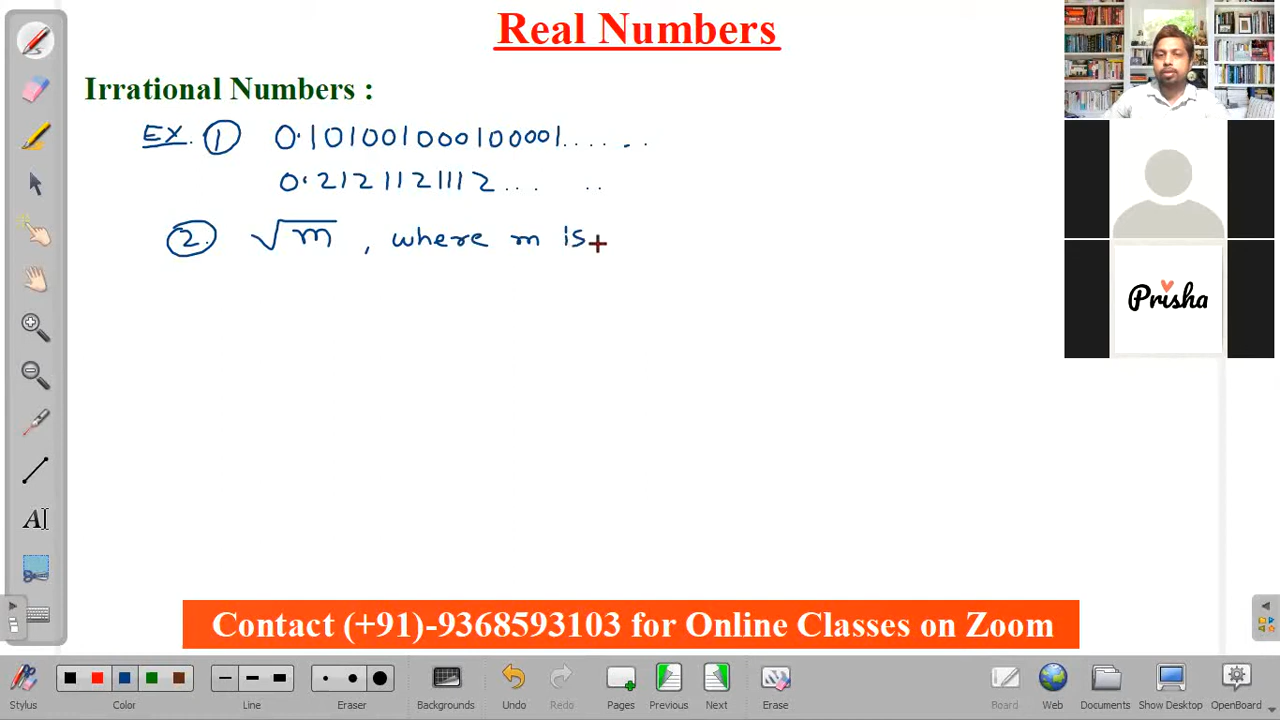 Real Numbers
Irrational Numbers :
EX. 1 0.101001000100001.... . .
0.2121121112... ..
2. √m , where m is
Prisha
Contact (+91)-9368593103 for Online Classes on Zoom
Stylus Color Line Eraser Backgrounds Undo Redo Pages Previous Next Erase Board Web Documents Show Desktop OpenBoard